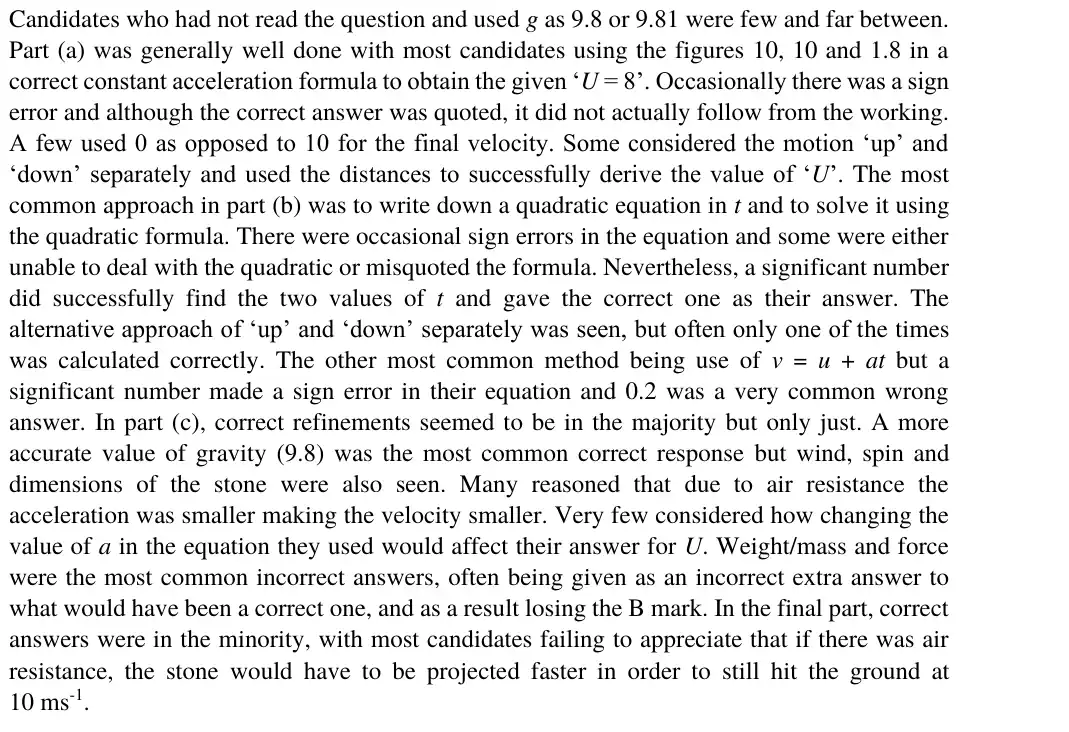 Candidates who had not read the question and used g as 9.8 or 9.81 were few and far between.
Part (a) was generally well done with most candidates using the figures 10, 10 and 1.8 in a
correct constant acceleration formula to obtain the given ‘U = 8’. Occasionally there was a sign
error and although the correct answer was quoted, it did not actually follow from the working.
A few used 0 as opposed to 10 for the final velocity. Some considered the motion ‘up’ and
‘down’ separately and used the distances to successfully derive the value of ‘U’. The most
common approach in part (b) was to write down a quadratic equation in t and to solve it using
the quadratic formula. There were occasional sign errors in the equation and some were either
unable to deal with the quadratic or misquoted the formula. Nevertheless, a significant number
did successfully find the two values of t and gave the correct one as their answer. The
alternative approach of ‘up’ and ‘down’ separately was seen, but often only one of the times
was calculated correctly. The other most common method being use of v = u + at but a
significant number made a sign error in their equation and 0.2 was a very common wrong
answer. In part (c), correct refinements seemed to be in the majority but only just. A more
accurate value of gravity (9.8) was the most common correct response but wind, spin and
dimensions of the stone were also seen. Many reasoned that due to air resistance the
acceleration was smaller making the velocity smaller. Very few considered how changing the
value of a in the equation they used would affect their answer for U. Weight/mass and force
were the most common incorrect answers, often being given as an incorrect extra answer to
what would have been a correct one, and as a result losing the B mark. In the final part, correct
answers were in the minority, with most candidates failing to appreciate that if there was air
resistance, the stone would have to be projected faster in order to still hit the ground at
10 ms⁻¹.